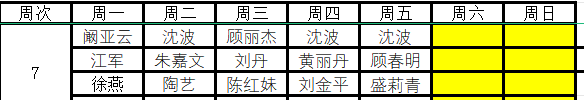 周次 周一 周二 周三 周四 周五 周六 周日
阚亚云 沈波 顾丽杰 沈波 沈波
江军 朱嘉文 刘丹 黄丽丹 顾春明
7 徐燕 陶艺 陈红妹 刘金平 盛莉青